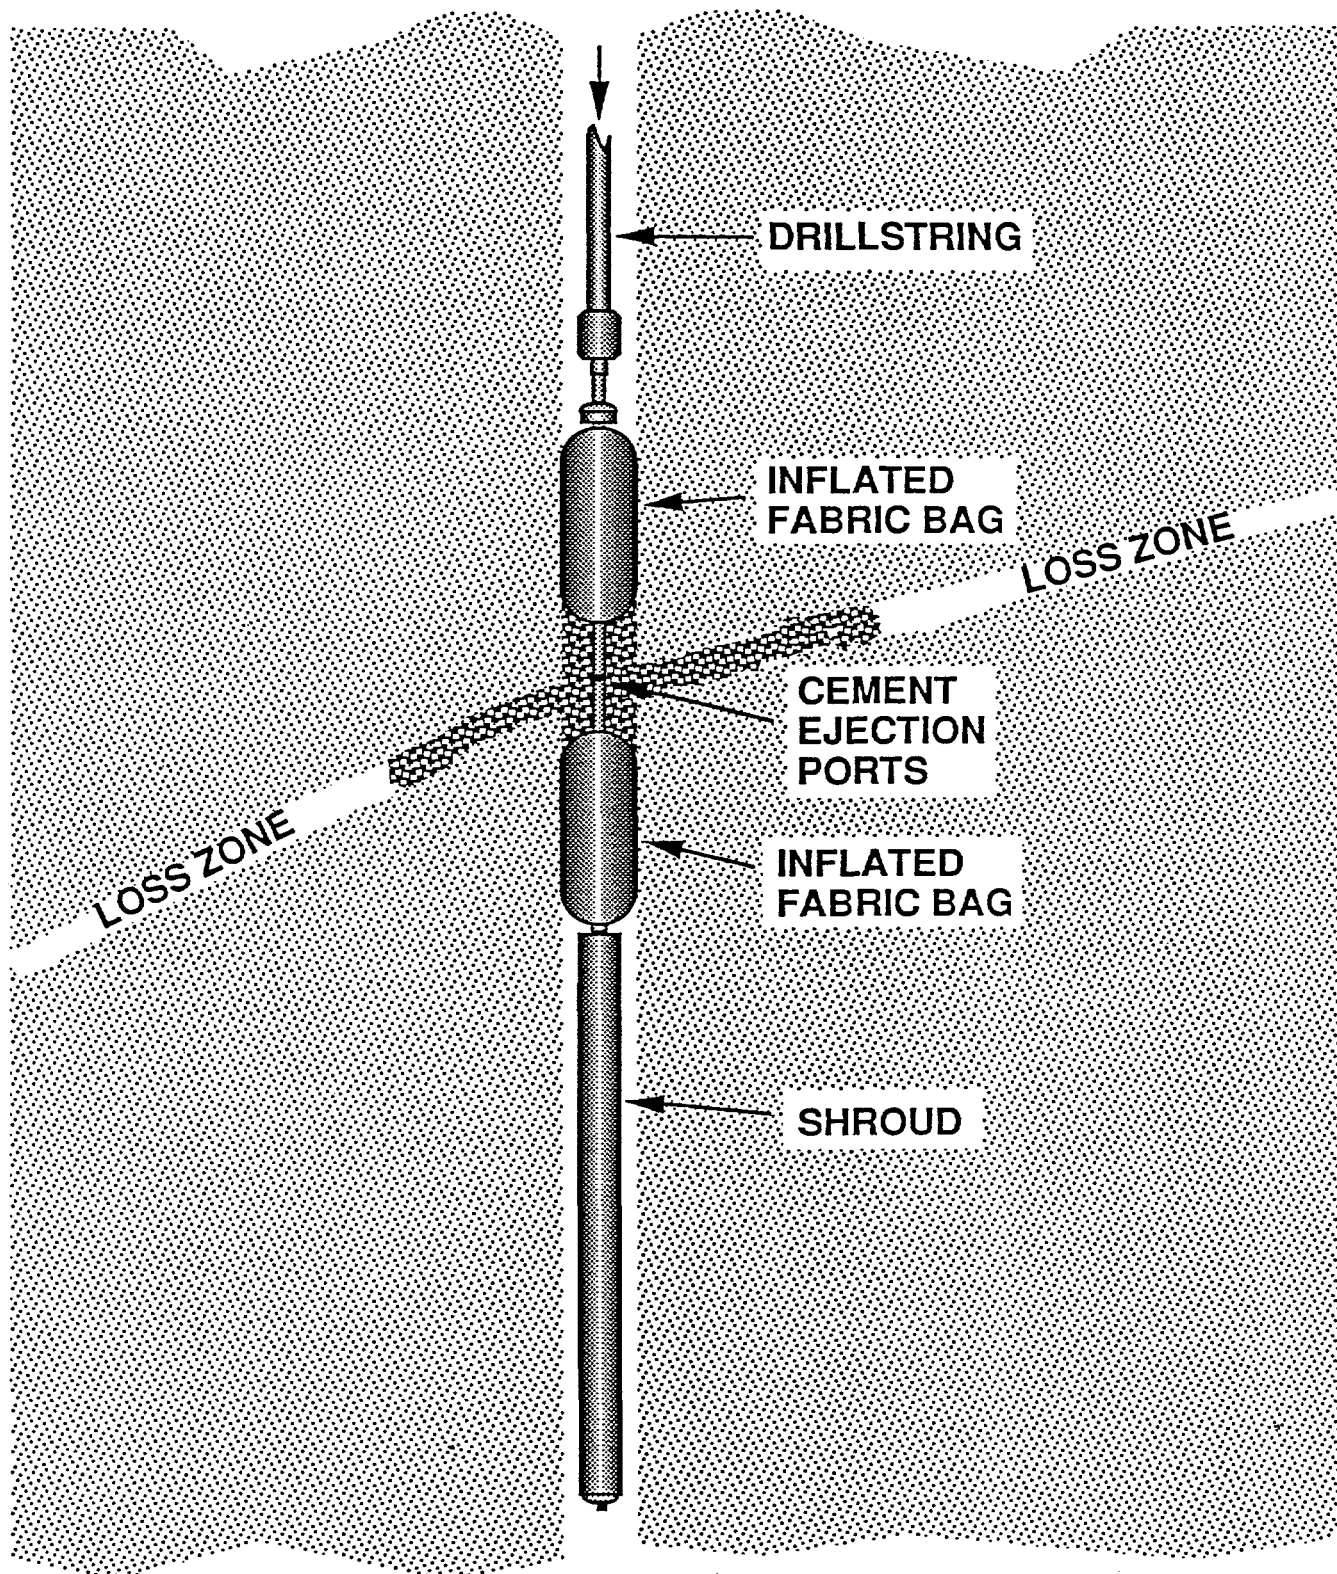 DRILLSTRING
INFLATED
FABRIC BAG
LOSS ZONE
CEMENT
EJECTION
PORTS
LOSS ZONE
INFLATED
FABRIC BAG
SHROUD